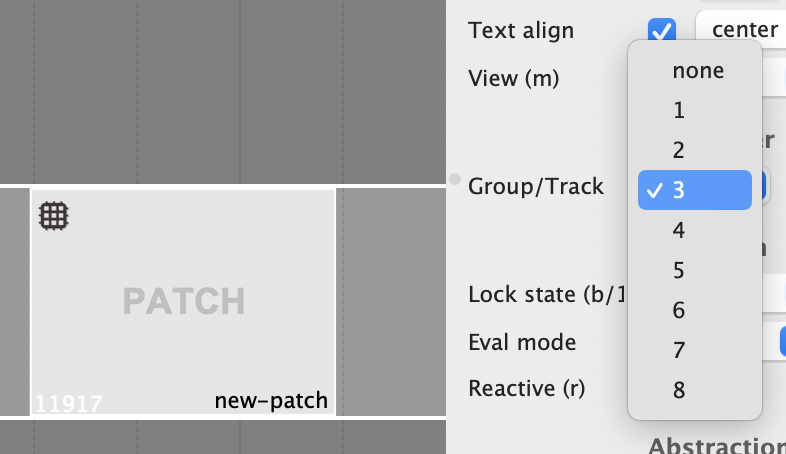 Text align
center
View (m)
none
1
2
Group/Track
3
4
5
Lock state (b/1
6
Eval mode
7
Reactive (r)
8
Abstraction
PATCH
11917
new-patch